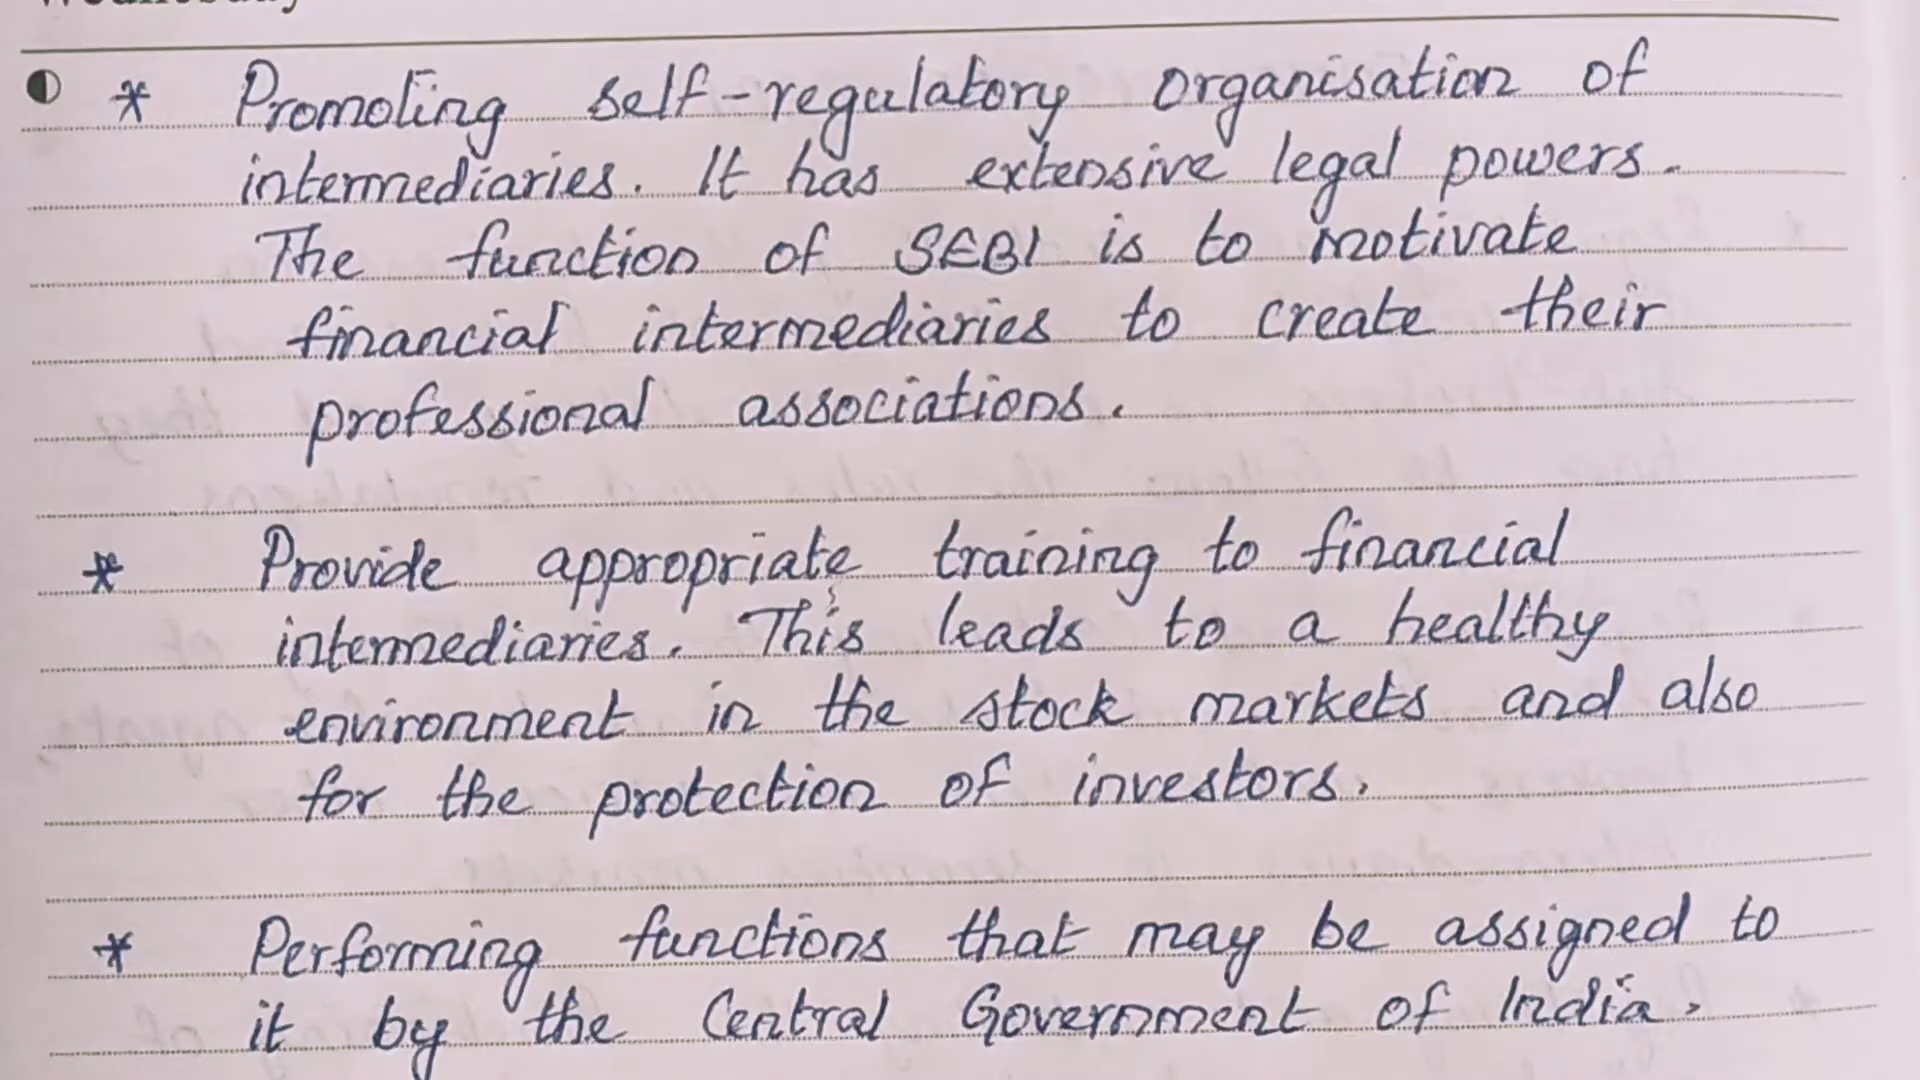 Wednesday
* Promoting self-regulatory organisation of
intermediaries. It has extensive legal powers.
The function of SEBI is to motivate
financial intermediaries to create their
professional associations.
* Provide appropriate training to financial
intermediaries. This leads to a healthy
environment in the stock markets and also
for the protection of investors.
* Performing functions that may be assigned to
it by the Central Government of India.